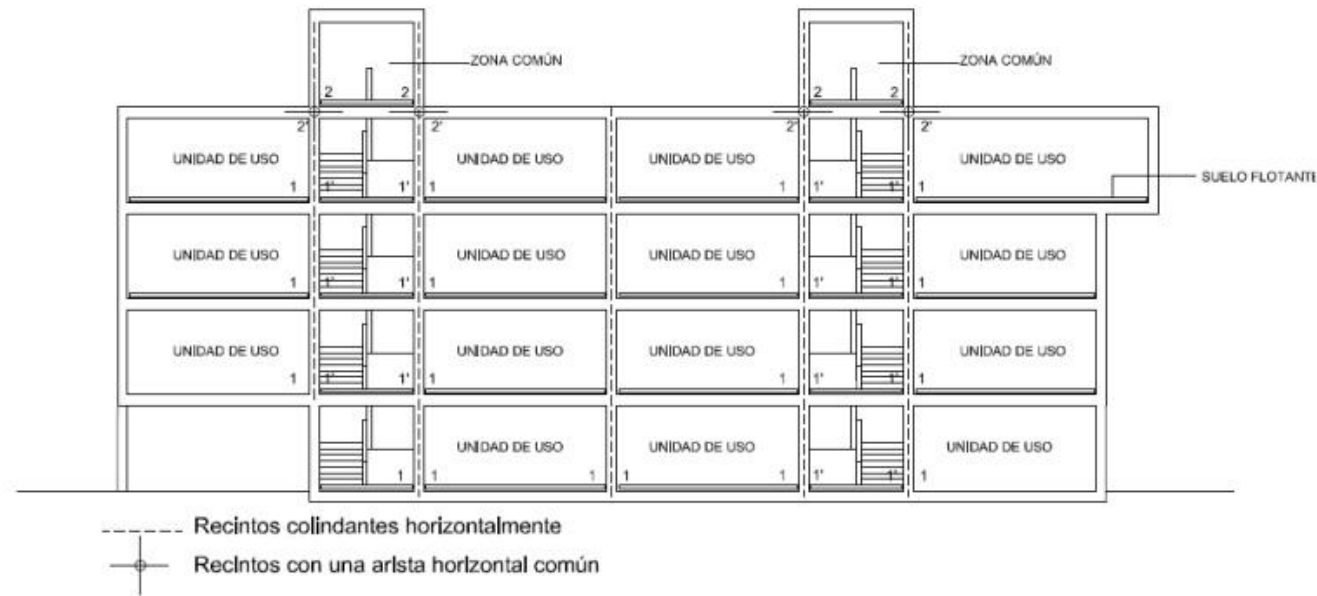 ZONA COMÚN ZONA COMÚN
2 2 2 2
2' 2' 2' 2'
UNIDAD DE USO UNIDAD DE USO UNIDAD DE USO UNIDAD DE USO
SUELO FLOTANTE
1 1' 1' 1 1 1' 1' 1
UNIDAD DE USO UNIDAD DE USO UNIDAD DE USO UNIDAD DE USO
1 1' 1' 1 1 1' 1' 1
UNIDAD DE USO UNIDAD DE USO UNIDAD DE USO UNIDAD DE USO
1 1' 1' 1 1 1' 1' 1
UNIDAD DE USO UNIDAD DE USO UNIDAD DE USO
1 1 1 1 1 1' 1' 1
Recintos colindantes horizontalmente
Recintos con una arista horizontal común